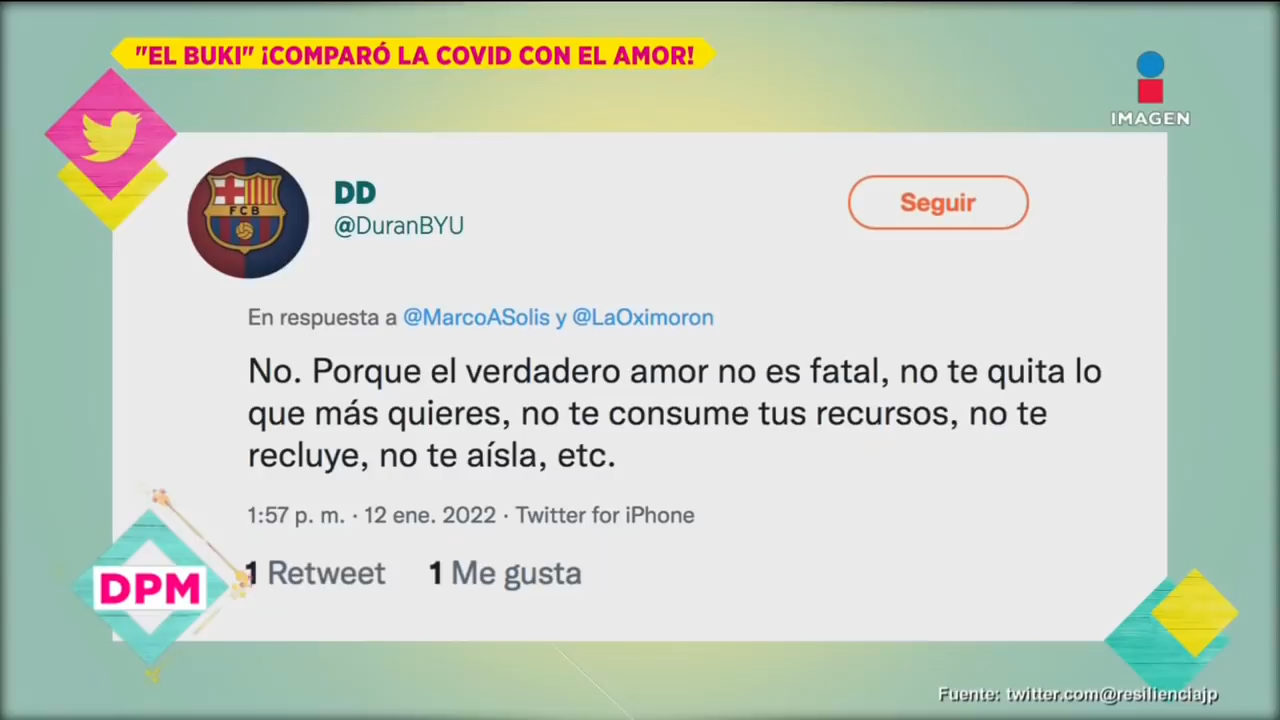 "EL BUKI" ¡COMPARÓ LA COVID CON EL AMOR!
IMAGEN
FCB
DD
@DuranBYU
Seguir
En respuesta a @MarcoASolis y @LaOximoron
No. Porque el verdadero amor no es fatal, no te quita lo
que más quieres, no te consume tus recursos, no te
recluye, no te aísla, etc.
1:57 p. m. · 12 ene. 2022 · Twitter for iPhone
1 Retweet 1 Me gusta
DPM
Fuente: twitter.com@resilienciajp